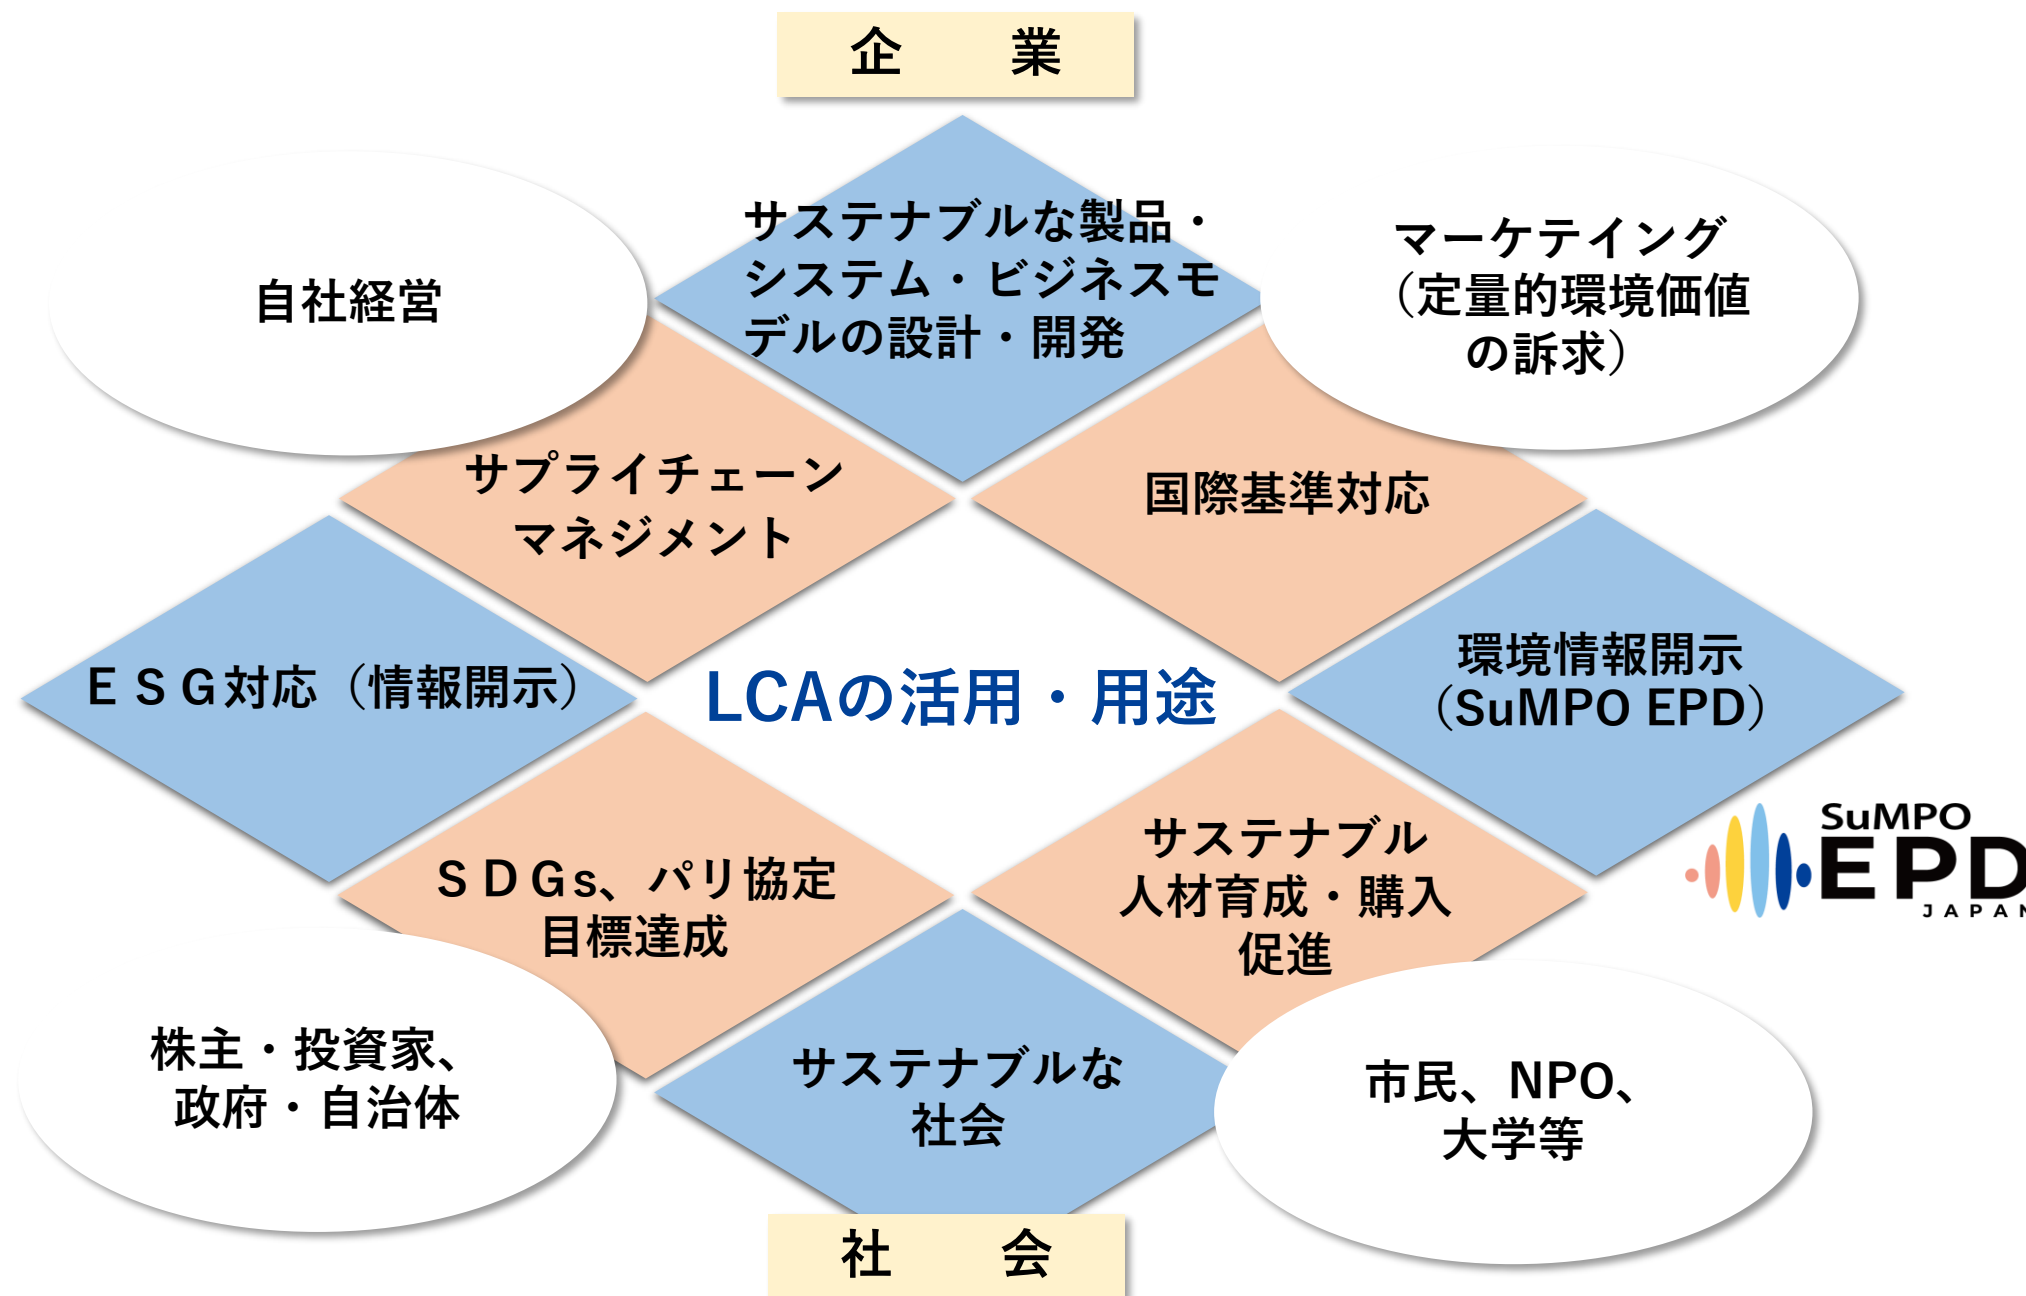 企　業
サステナブルな製品・
システム・ビジネスモ
デルの設計・開発
自社経営
マーケテイング
（定量的環境価値
の訴求）
サプライチェーン
マネジメント
国際基準対応
ＥＳＧ対応（情報開示）
LCAの活用・用途
環境情報開示
（SuMPO EPD）
SuMPO
EPD
JAPAN
ＳＤＧs、パリ協定
目標達成
サステナブル
人材育成・購入
促進
株主・投資家、
政府・自治体
サステナブルな
社会
市民、NPO、
大学等
社　会